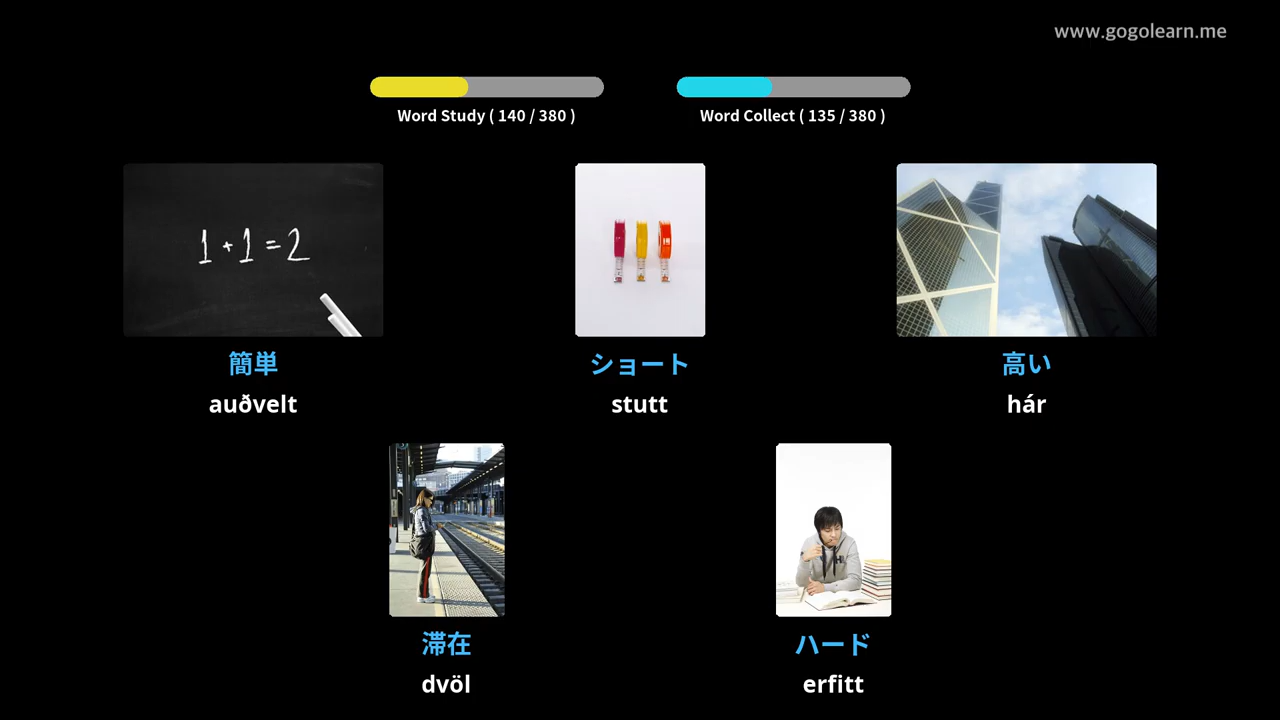 www.gogolearn.me
Word Study ( 140 / 380 )
Word Collect ( 135 / 380 )
1 + 1 = 2
簡単
auðvelt
ショート
stutt
高い
hár
滞在
dvöl
ハード
erfitt